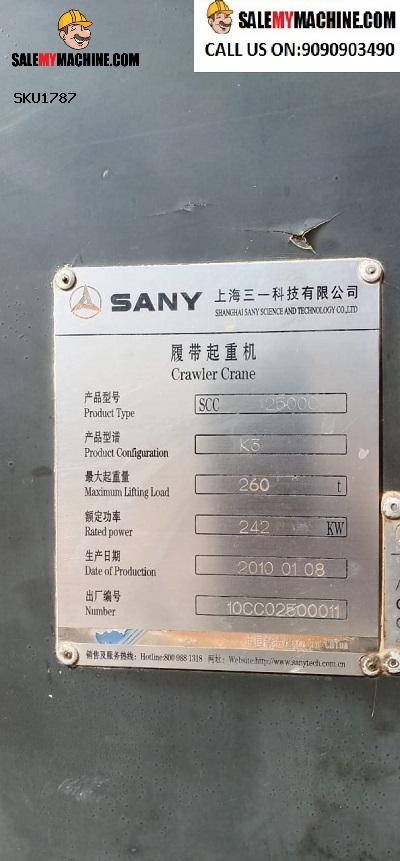 SALEMYMACHINE.COM
SALEMYMACHINE.COM
CALL US ON:9090903490
SKU1787
SANY 上海三一科技有限公司
SHANGHAI SANY SCIENCE AND TECHNOLOGY CO.,LTD
履带起重机
Crawler Crane
产品型号
Product Type
SCC 2500C
产品型谱
Product Configuration
K3
最大起重量
Maximum Lifting Load
260 t
额定功率
Rated power
242 KW
生产日期
Date of Production
2010 01 08
出厂编号
Number
10CC02500011
销售及服务热线: Hotline:800 988 1318 网址: Website:http://www.sanytech.com.cn